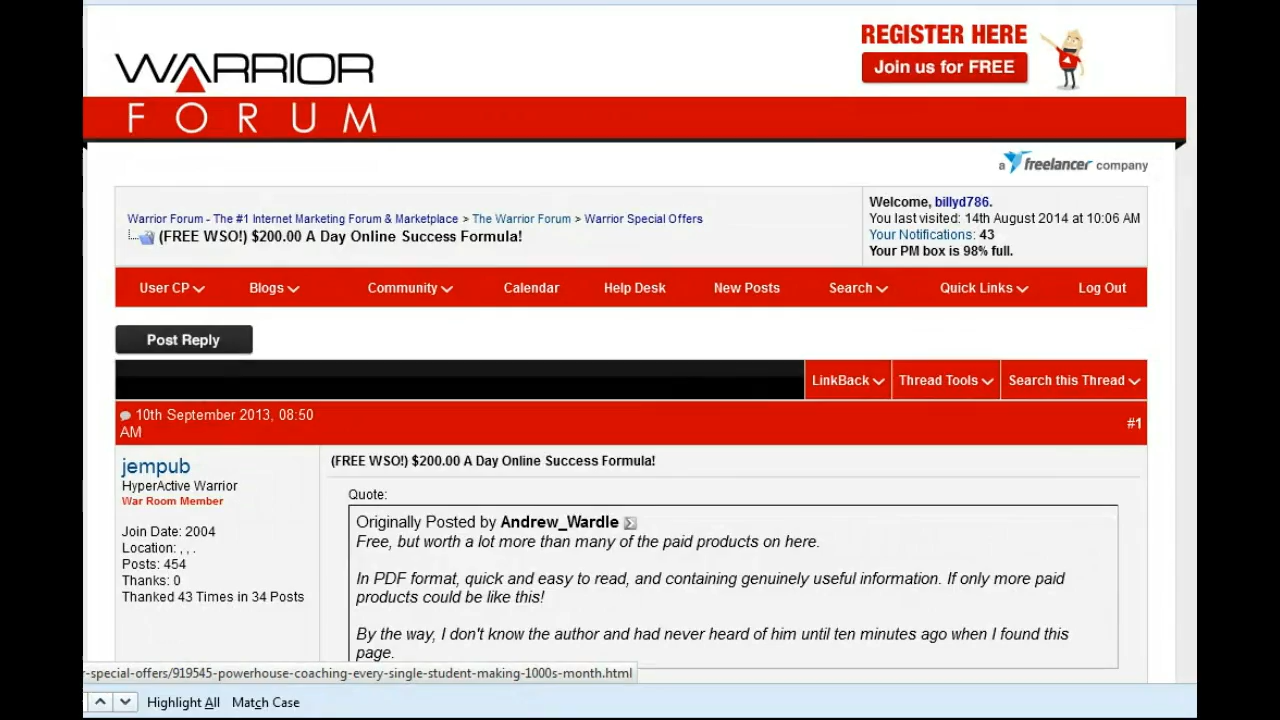 REGISTER HERE
Join us for FREE
WARRIOR
FORUM
a freelancer company
Warrior Forum - The #1 Internet Marketing Forum & Marketplace > The Warrior Forum > Warrior Special Offers
(FREE WSO!) $200.00 A Day Online Success Formula!
Welcome, billyd786.
You last visited: 14th August 2014 at 10:06 AM
Your Notifications: 43
Your PM box is 98% full.
User CP Blogs Community Calendar Help Desk New Posts Search Quick Links Log Out
Post Reply
LinkBack Thread Tools Search this Thread
10th September 2013, 08:50
AM
#1
jempub
HyperActive Warrior
War Room Member
Join Date: 2004
Location: , , .
Posts: 454
Thanks: 0
Thanked 43 Times in 34 Posts
(FREE WSO!) $200.00 A Day Online Success Formula!
Quote:
Originally Posted by Andrew_Wardle
Free, but worth a lot more than many of the paid products on here.
In PDF format, quick and easy to read, and containing genuinely useful information. If only more paid
products could be like this!
By the way, I don't know the author and had never heard of him until ten minutes ago when I found this
page.
r-special-offers/919545-powerhouse-coaching-every-single-student-making-1000s-month.html
Highlight All Match Case